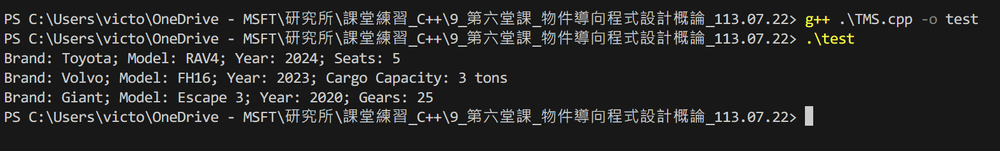 PS C:\Users\victo\OneDrive - MSFT\研究所\課堂練習_C++\9_第六堂課_物件導向程式設計概論_113.07.22> g++ .\TMS.cpp -o test
PS C:\Users\victo\OneDrive - MSFT\研究所\課堂練習_C++\9_第六堂課_物件導向程式設計概論_113.07.22> .\test
Brand: Toyota; Model: RAV4; Year: 2024; Seats: 5
Brand: Volvo; Model: FH16; Year: 2023; Cargo Capacity: 3 tons
Brand: Giant; Model: Escape 3; Year: 2020; Gears: 25
PS C:\Users\victo\OneDrive - MSFT\研究所\課堂練習_C++\9_第六堂課_物件導向程式設計概論_113.07.22>